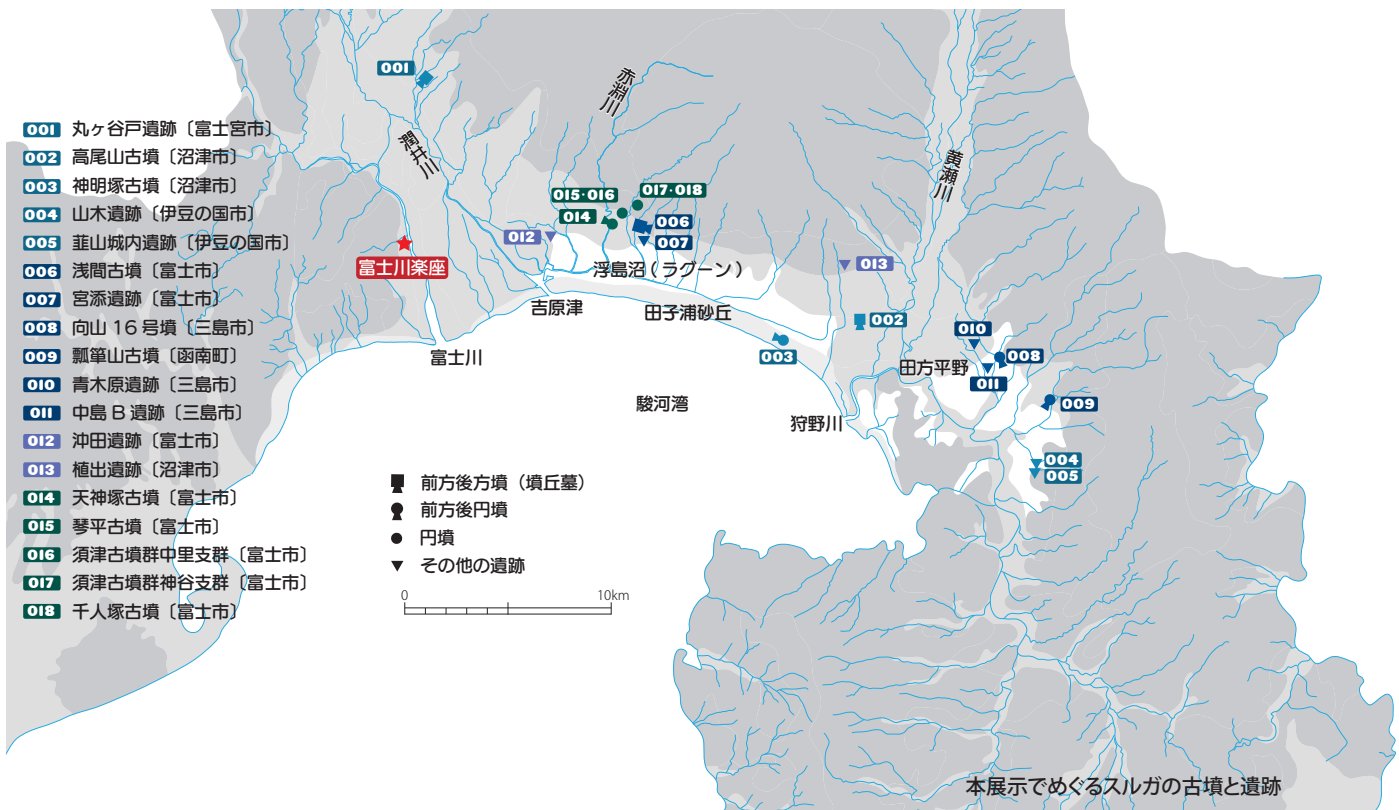 001 丸ヶ谷戸遺跡〔富士宮市〕
002 高尾山古墳〔沼津市〕
003 神明塚古墳〔沼津市〕
004 山木遺跡〔伊豆の国市〕
005 韮山城内遺跡〔伊豆の国市〕
006 浅間古墳〔富士市〕
007 宮添遺跡〔富士市〕
008 向山16号墳〔三島市〕
009 瓢箪山古墳〔函南町〕
010 青木原遺跡〔三島市〕
011 中島B遺跡〔三島市〕
012 沖田遺跡〔富士市〕
013 植出遺跡〔沼津市〕
014 天神塚古墳〔富士市〕
015 琴平古墳〔富士市〕
016 須津古墳群中里支群〔富士市〕
017 須津古墳群神谷支群〔富士市〕
018 千人塚古墳〔富士市〕
001
潤井川
赤淵川
黄瀬川
015・016
017・018
014
006
007
012
013
富士川楽座
浮島沼(ラグーン)
吉原津
田子浦砂丘
002
003
010
008
田方平野
011
009
富士川
駿河湾
狩野川
004
005
前方後方墳(墳丘墓)
前方後円墳
円墳
その他の遺跡
0 10km
本展示でめぐるスルガの古墳と遺跡